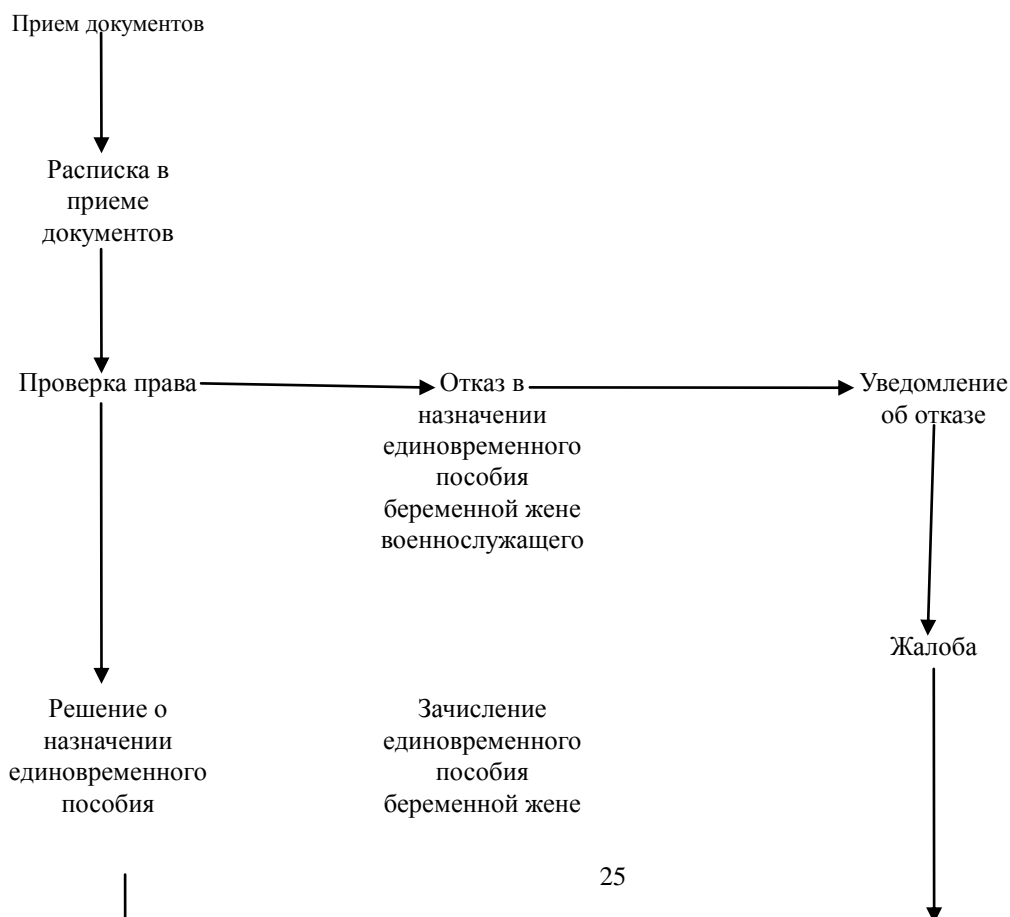 Прием документов
Расписка в
приеме
документов
Проверка права
Отказ в
назначении
единовременного
пособия
беременной жене
военнослужащего
Уведомление
об отказе
Жалоба
Решение о
назначении
единовременного
пособия
Зачисление
единовременного
пособия
беременной жене
25